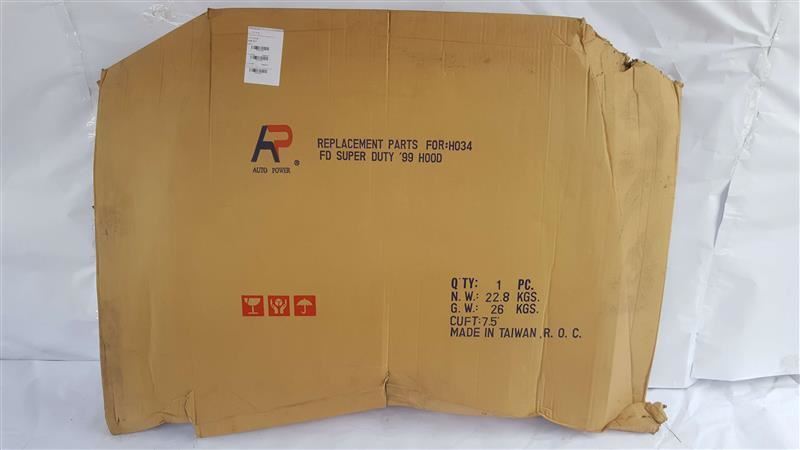 AP
AUTO POWER ®
REPLACEMENT PARTS FOR:H034
FD SUPER DUTY '99 HOOD
Q'TY: 1 PC.
N. W.: 22.8 KGS.
G. W.: 26 KGS.
CUFT:7.5'
MADE IN TAIWAN, R. O. C.